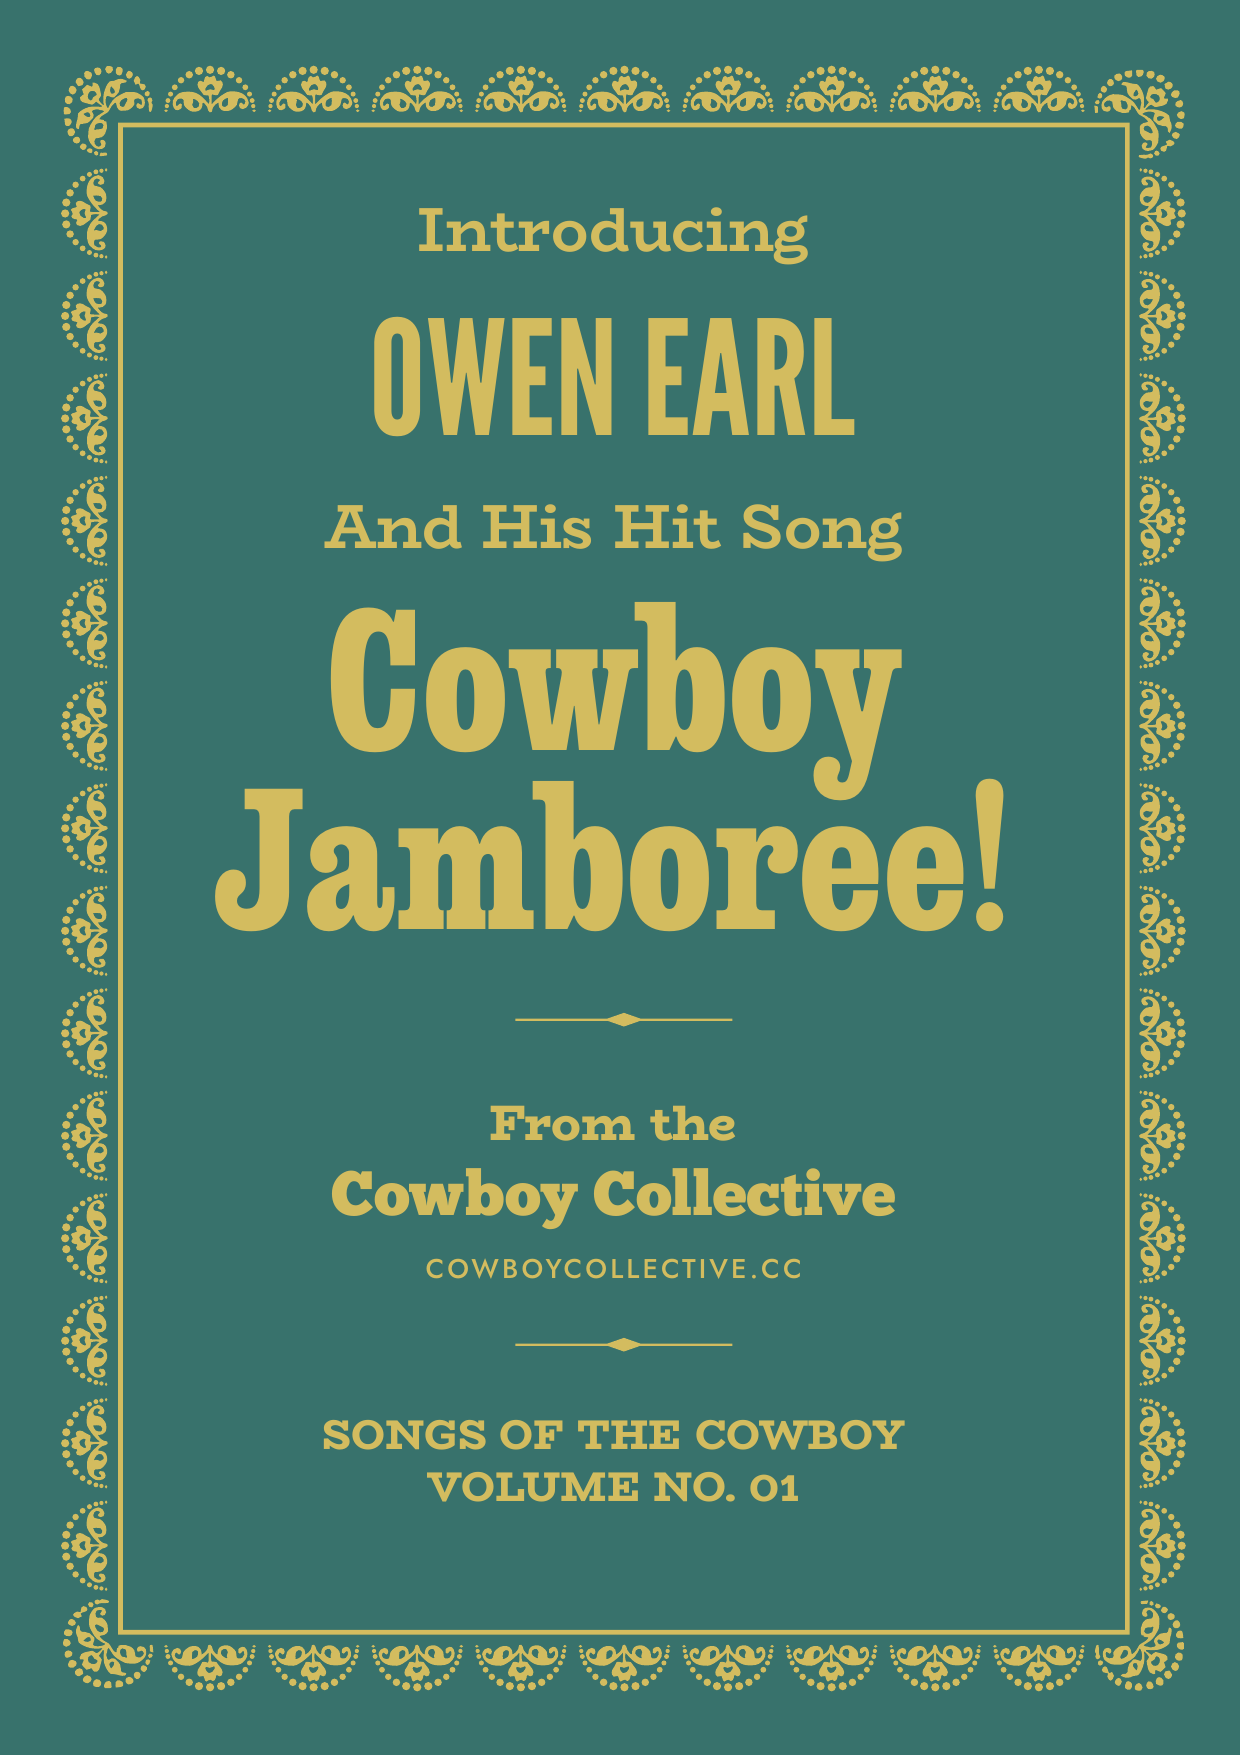 Introducing
OWEN EARL
And His Hit Song
Cowboy
Jamboree!
From the
Cowboy Collective
COWBOYCOLLECTIVE.CC
SONGS OF THE COWBOY
VOLUME NO. 01